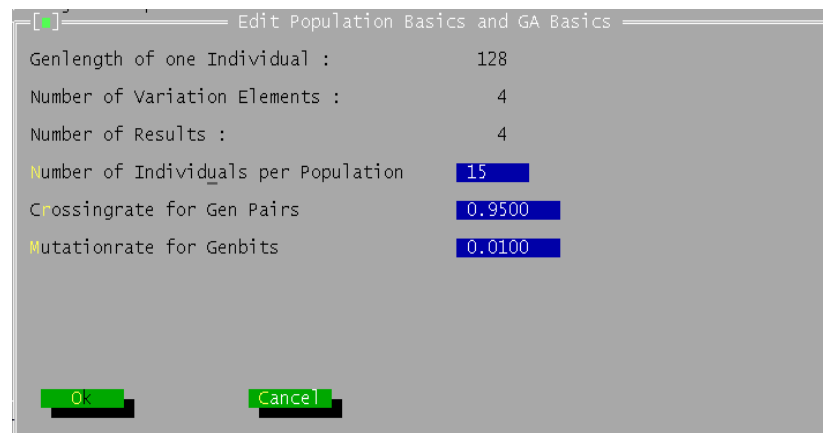 Edit Population Basics and GA Basics
Genlength of one Individual : 128
Number of Variation Elements : 4
Number of Results : 4
Number of Individuals per Population 15
Crossingrate for Gen Pairs 0.9500
Mutationrate for Genbits 0.0100
Ok Cancel